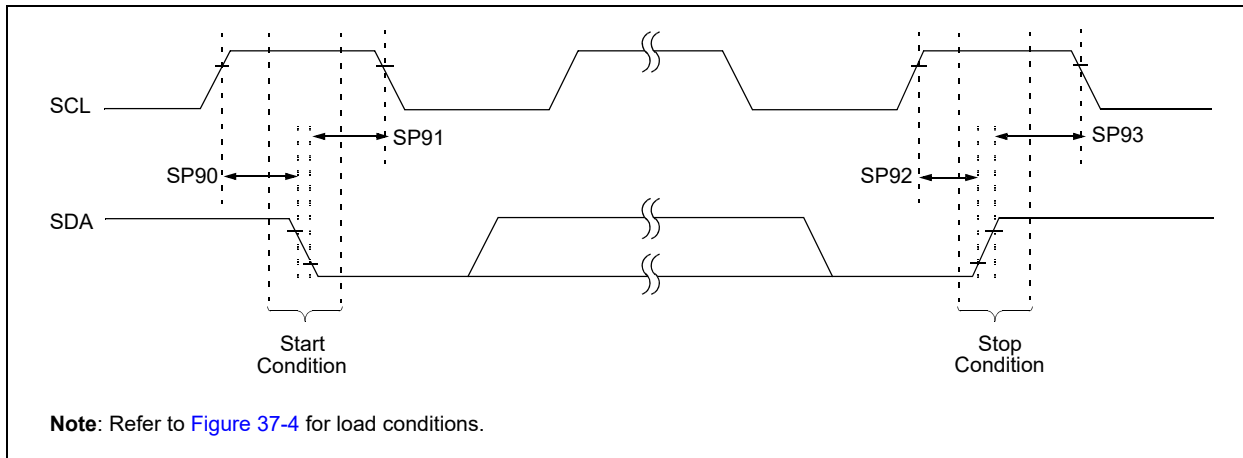 SCL
SP91
SP93
SP90
SP92
SDA
Start
Condition
Stop
Condition
Note: Refer to Figure 37-4 for load conditions.